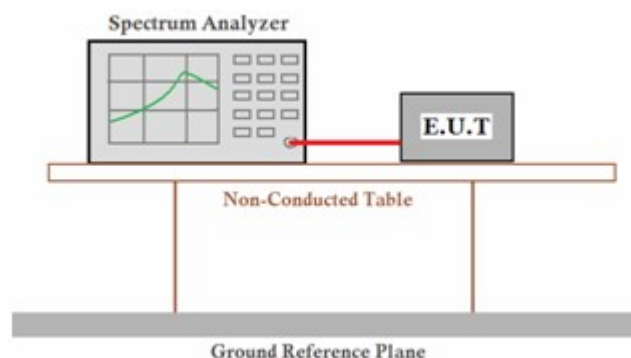 Spectrum Analyzer
E.U.T
Non-Conducted Table
Ground Reference Plane